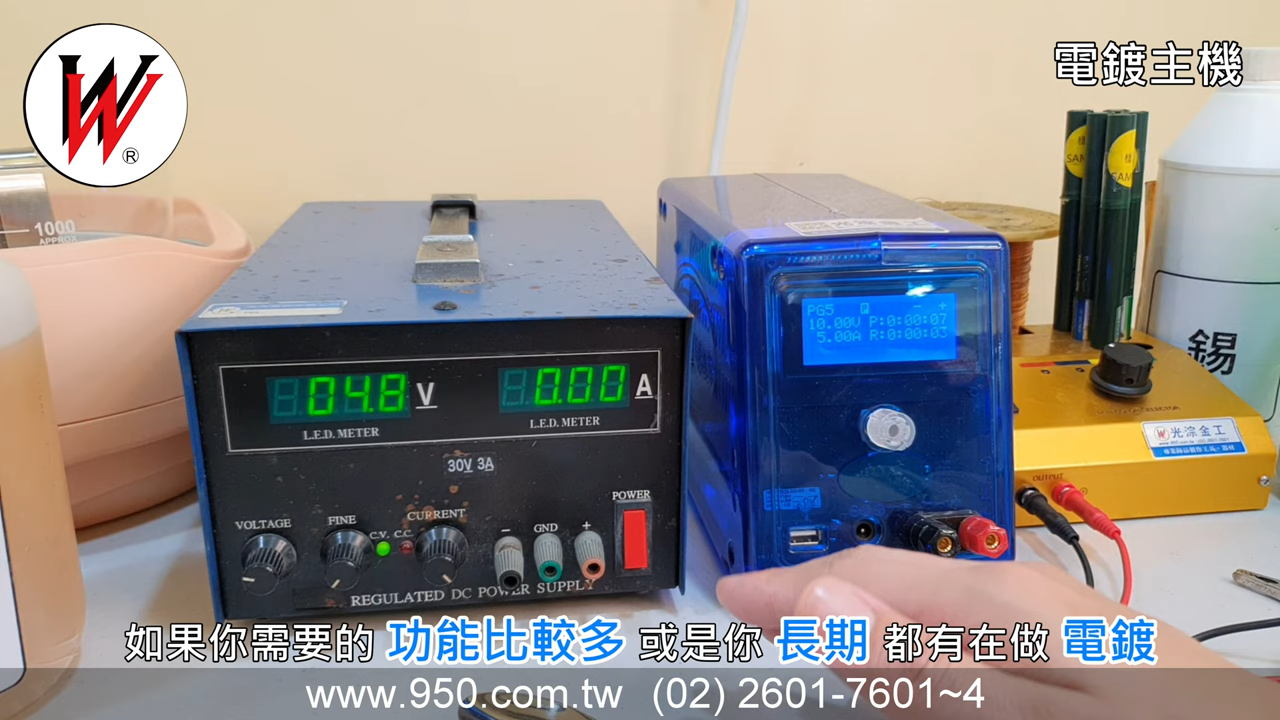 電鍍主機
W
®
1000
APPROX
SAM
SAM
錫
PG5 P - +
10.00V P:0:00:07
5.00A R:0:00:03
04.8 V
0.00 A
L.E.D. METER
L.E.D. METER
30V 3A
POWER
VOLTAGE
FINE
CURRENT
C.V. C.C.
- GND +
REGULATED DC POWER SUPPLY
OUTPUT
光淙金工
如果你需要的 功能比較多 或是你 長期 都有在做 電鍍
www.950.com.tw (02) 2601-7601~4